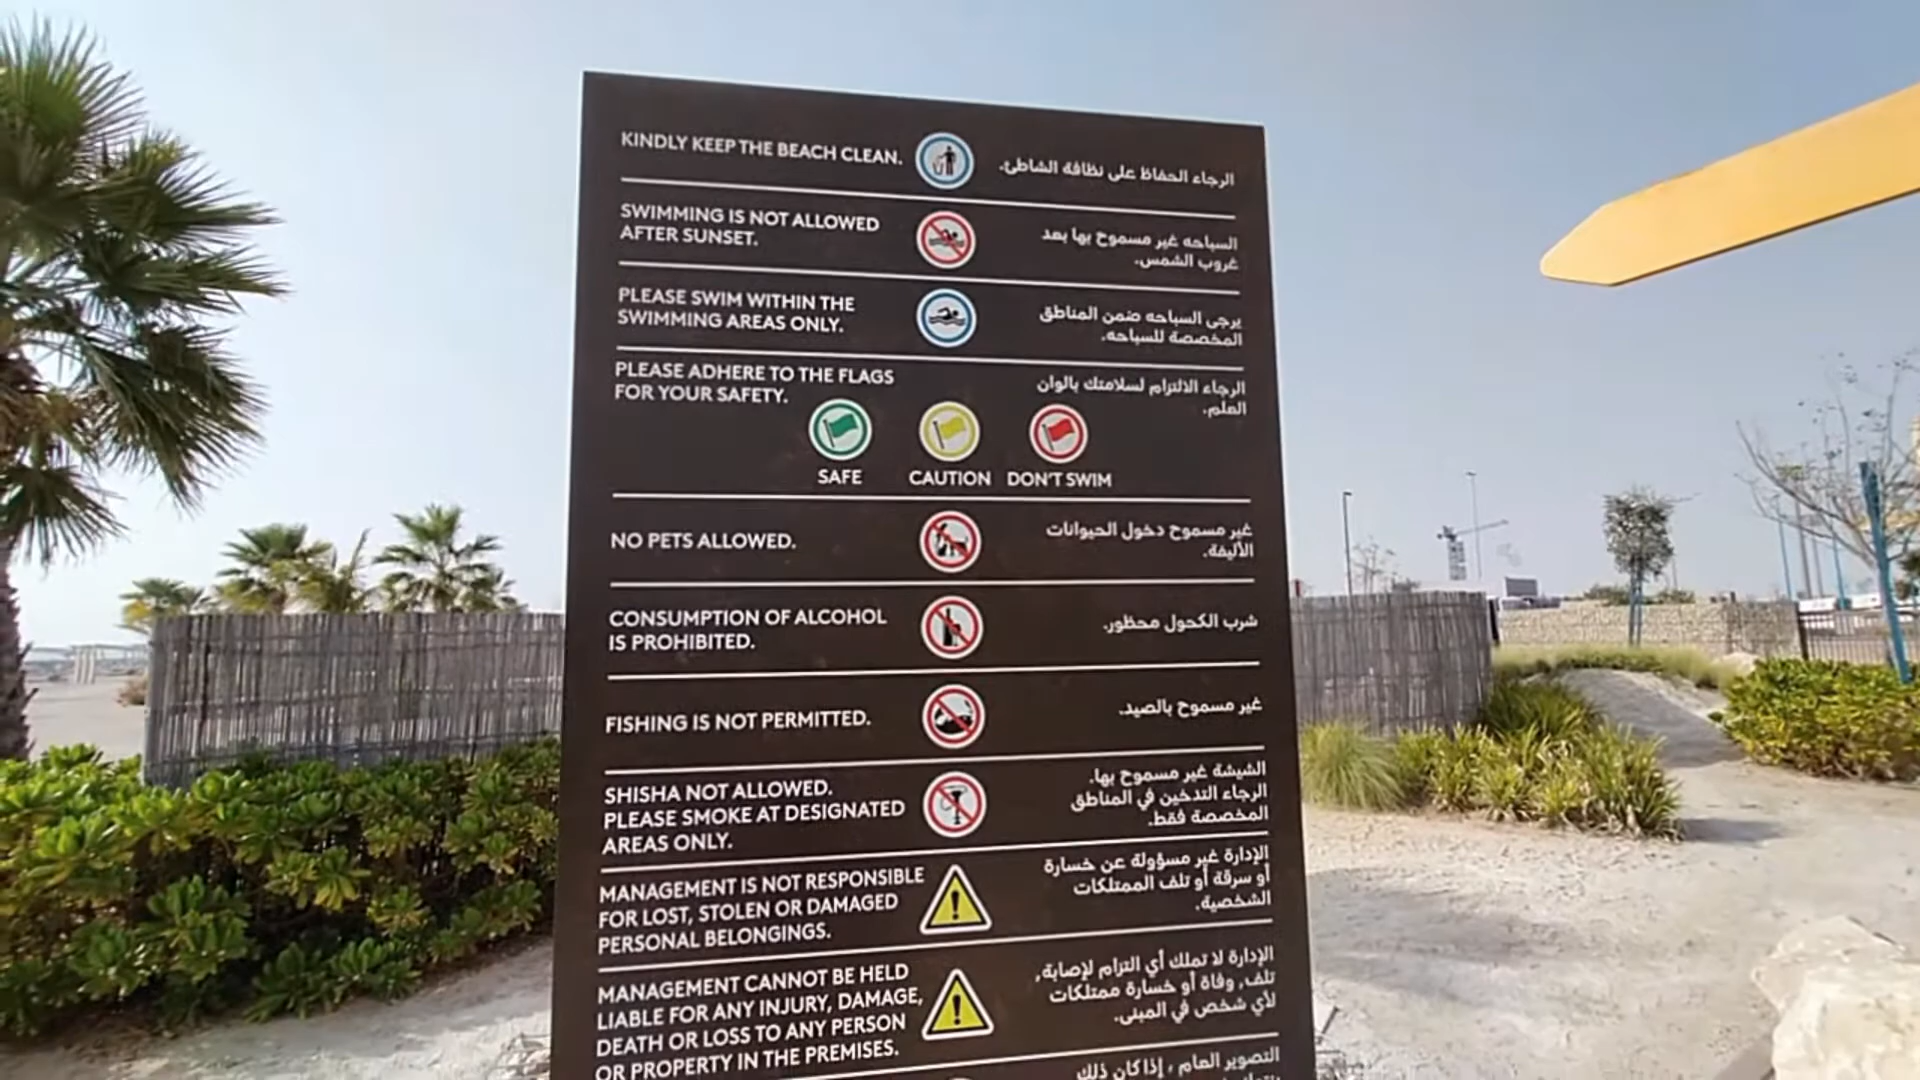 KINDLY KEEP THE BEACH CLEAN.
الرجاء الحفاظ على نظافة الشاطئ.
SWIMMING IS NOT ALLOWED
AFTER SUNSET.
السباحه غير مسموح بها بعد
غروب الشمس.
PLEASE SWIM WITHIN THE
SWIMMING AREAS ONLY.
يرجى السباحه ضمن المناطق
المخصصة للسباحه.
PLEASE ADHERE TO THE FLAGS
FOR YOUR SAFETY.
الرجاء الالتزام لسلامتك بالوان
العلم.
SAFE
CAUTION
DON'T SWIM
NO PETS ALLOWED.
غير مسموح دخول الحيوانات
الأليفة.
CONSUMPTION OF ALCOHOL
IS PROHIBITED.
شرب الكحول محظور.
FISHING IS NOT PERMITTED.
غير مسموح بالصيد.
SHISHA NOT ALLOWED.
PLEASE SMOKE AT DESIGNATED
AREAS ONLY.
الشيشة غير مسموح بها.
الرجاء التدخين في المناطق
المخصصة فقط.
MANAGEMENT IS NOT RESPONSIBLE
FOR LOST, STOLEN OR DAMAGED
PERSONAL BELONGINGS.
الإدارة غير مسؤولة عن خسارة
أو سرقة أو تلف الممتلكات
الشخصية.
MANAGEMENT CANNOT BE HELD
LIABLE FOR ANY INJURY, DAMAGE,
DEATH OR LOSS TO ANY PERSON
OR PROPERTY IN THE PREMISES.
الإدارة لا تملك أي التزام لإصابة,
تلف, وفاة أو خسارة ممتلكات
لأي شخص في المبنى.
التصوير العام ، إذا كان ذلك